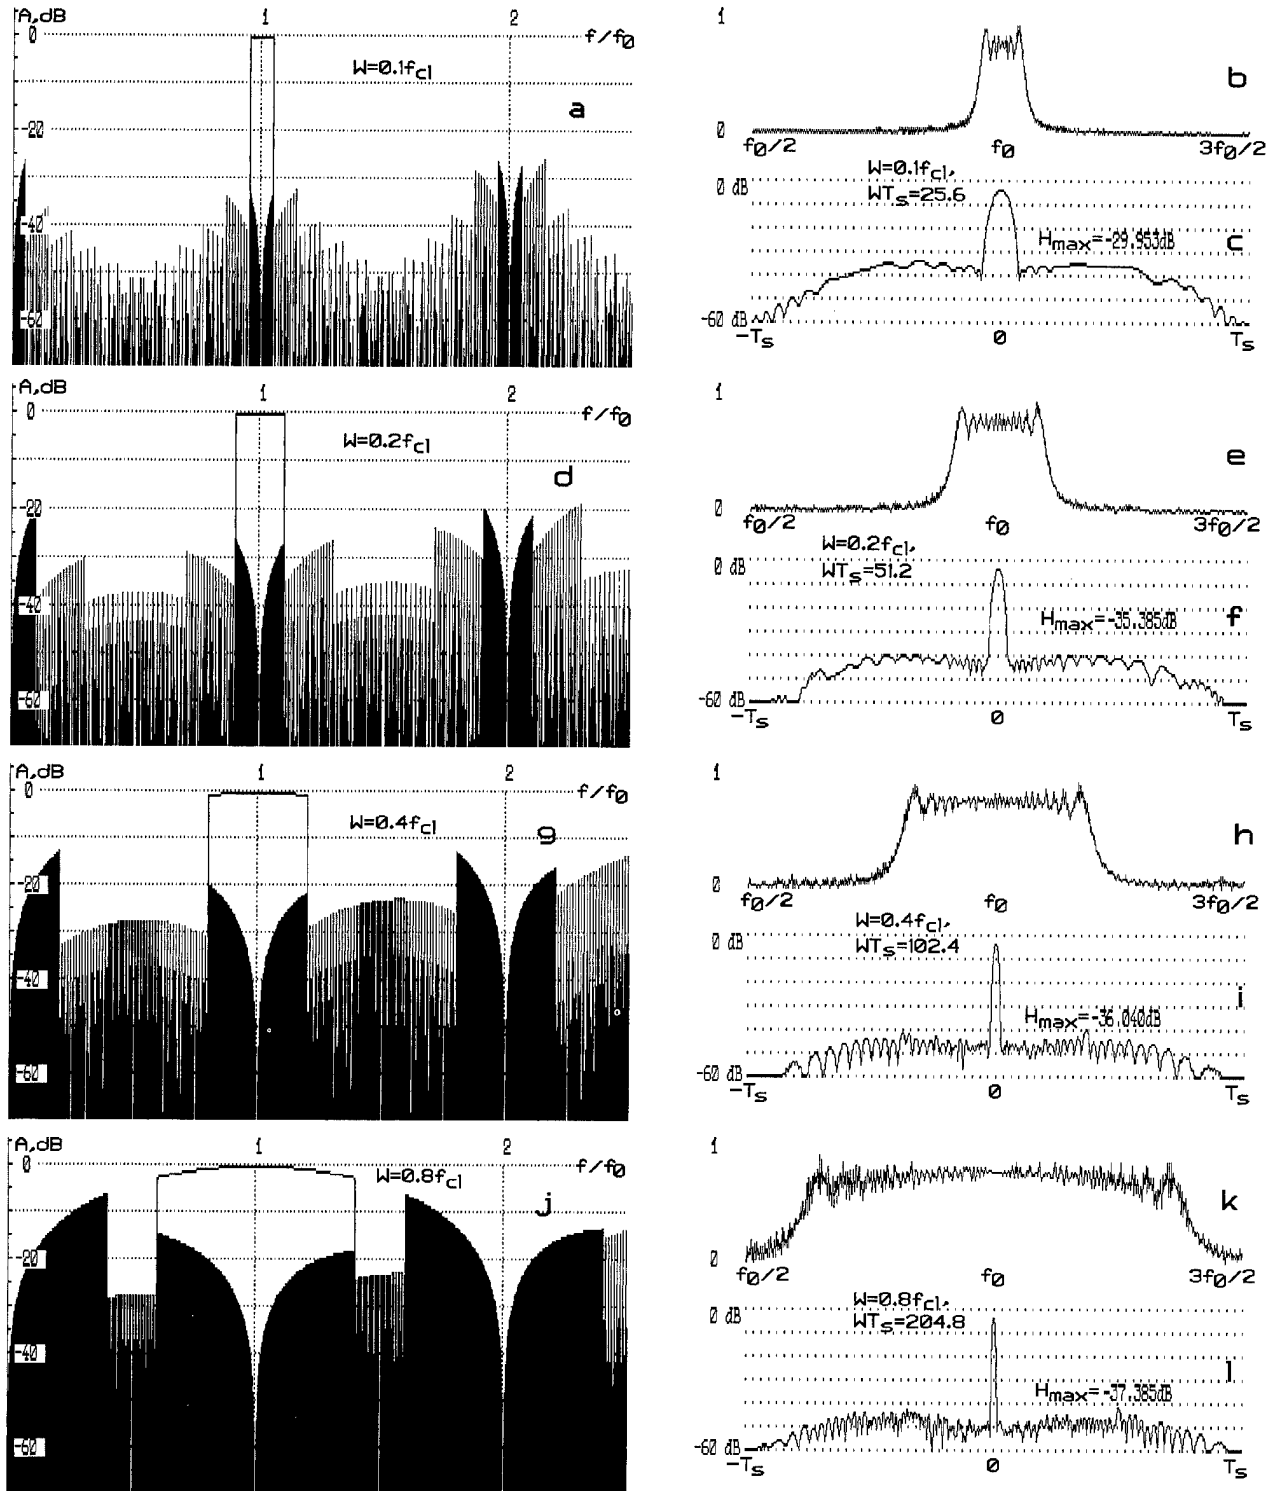 A,dB
1
2
f/f0
0
W=0.1fcl
a
-20
-40
-60
1
b
0
f0/2
f0
3f0/2
W=0.1fcl,
0 dB
WTs=25.6
Hmax=-29.953dB
c
-60 dB
-Ts
0
Ts
A,dB
1
2
f/f0
0
W=0.2fcl
d
-20
-40
-60
1
e
0
f0/2
f0
3f0/2
W=0.2fcl,
0 dB
WTs=51.2
Hmax=-35.385dB
f
-60 dB
-Ts
0
Ts
A,dB
1
2
f/f0
0
W=0.4fcl
g
-20
-40
-60
1
h
0
f0/2
f0
3f0/2
W=0.4fcl,
0 dB
WTs=102.4
i
Hmax=-36.040dB
-60 dB
-Ts
0
Ts
A,dB
1
2
f/f0
0
W=0.8fcl
j
-20
-40
-60
1
k
0
f0/2
f0
3f0/2
W=0.8fcl,
0 dB
WTs=204.8
l
Hmax=-37.385dB
-60 dB
-Ts
0
Ts